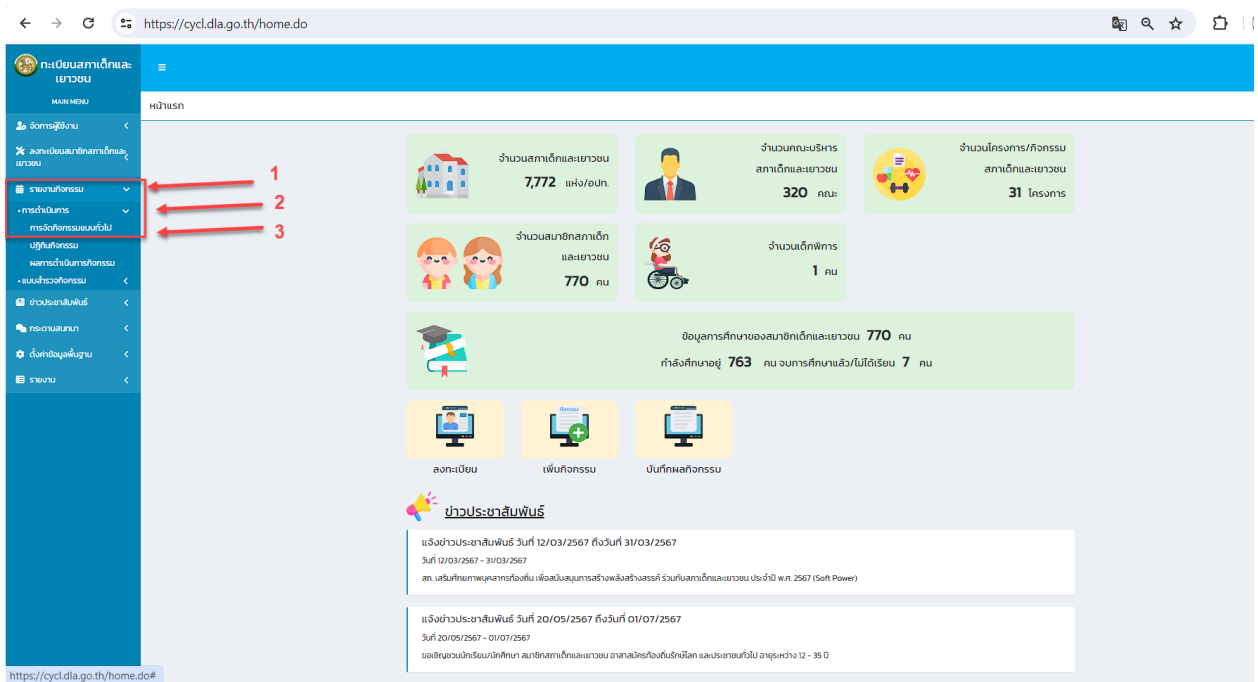 https://cycl.dla.go.th/home.do
ทะเบียนสภาเด็กและ
เยาวชน
MAIN MENU
หน้าแรก
จัดการผู้ใช้งาน
ลงทะเบียนสมาชิกสภาเด็กและ
เยาวชน
รายงานกิจกรรม
• การดำเนินการ
การจัดกิจกรรมแบบทั่วไป
ปฏิทินกิจกรรม
ผลการดำเนินการกิจกรรม
• แบบสำรวจกิจกรรม
ข่าวประชาสัมพันธ์
กระดานสนทนา
ตั้งค่าข้อมูลพื้นฐาน
รายงาน
1
2
3
จำนวนสภาเด็กและเยาวชน
7,772 แห่ง/อปท.
จำนวนคณะบริหาร
สภาเด็กและเยาวชน
320 คณะ
จำนวนโครงการ/กิจกรรม
สภาเด็กและเยาวชน
31 โครงการ
จำนวนสมาชิกสภาเด็ก
และเยาวชน
770 คน
จำนวนเด็กพิการ
1 คน
ข้อมูลการศึกษาของสมาชิกเด็กและเยาวชน 770 คน
กำลังศึกษาอยู่ 763 คน จบการศึกษาแล้ว/ไม่ได้เรียน 7 คน
กิจกรรม
ลงทะเบียน
เพิ่มกิจกรรม
บันทึกผลกิจกรรม
ข่าวประชาสัมพันธ์
แจ้งข่าวประชาสัมพันธ์ วันที่ 12/03/2567 ถึงวันที่ 31/03/2567
วันที่ 12/03/2567 - 31/03/2567
สถ. เสริมศักยภาพบุคลากรท้องถิ่น เพื่อสนับสนุนการสร้างพลังสร้างสรรค์ ร่วมกับสภาเด็กและเยาวชน ประจำปี พ.ศ. 2567 (Soft Power)
แจ้งข่าวประชาสัมพันธ์ วันที่ 20/05/2567 ถึงวันที่ 01/07/2567
วันที่ 20/05/2567 - 01/07/2567
ขอเชิญชวนนักเรียน/นักศึกษา สมาชิกสภาเด็กและเยาวชน อาสาสมัครท้องถิ่นรักษ์โลก และประชาชนทั่วไป อายุระหว่าง 12 - 35 ปี
https://cycl.dla.go.th/home.do#